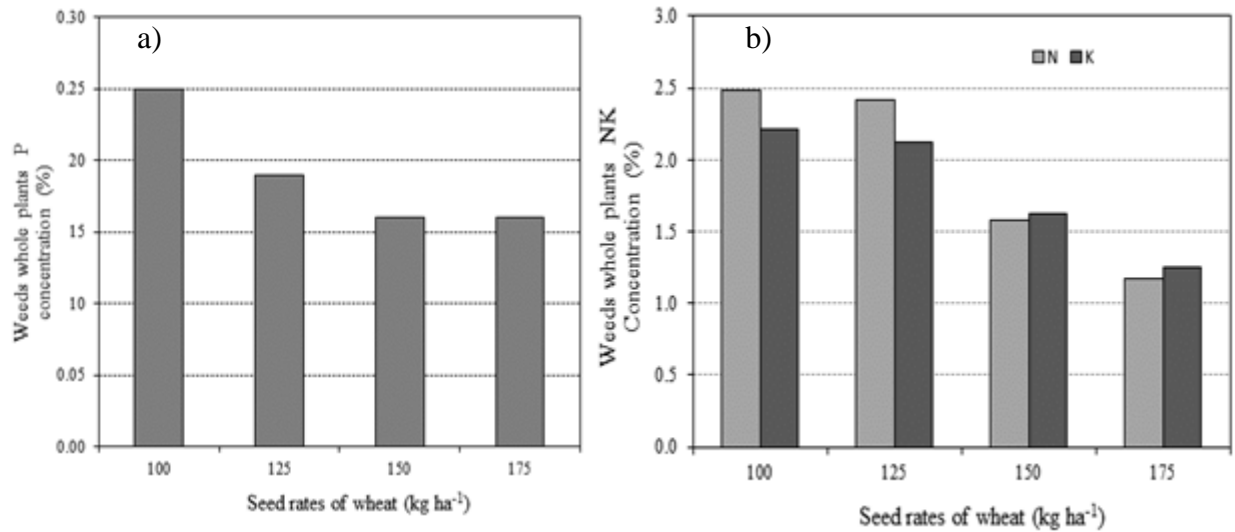 a)
Weeds whole plants P
concentration (%)
0.30
0.25
20
15
10
0.05
0.00
100 125 150 175
Seed rates of wheat (kg ha⁻¹)
b)
N K
Weeds whole plants NK
Concentration (%)
3.0
2.5
2.0
1.5
1.0
0.5
0.0
100 125 150 175
Seed rates of wheat (kg ha⁻¹)